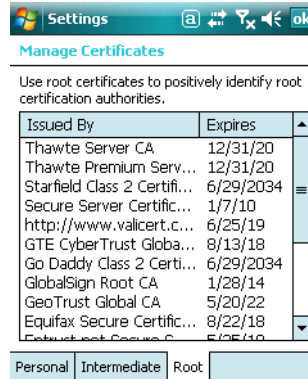 Settings
a
ok
Manage Certificates
Use root certificates to positively identify root
certification authorities.
Issued By Expires
Thawte Server CA 12/31/20
Thawte Premium Serv... 12/31/20
Starfield Class 2 Certifi... 6/29/2034
Secure Server Certific... 1/7/10
http://www.valicert.c... 6/25/19
GTE CyberTrust Globa... 8/13/18
Go Daddy Class 2 Certi... 6/29/2034
GlobalSign Root CA 1/28/14
GeoTrust Global CA 5/20/22
Equifax Secure Certific... 8/22/18
Personal Intermediate Root